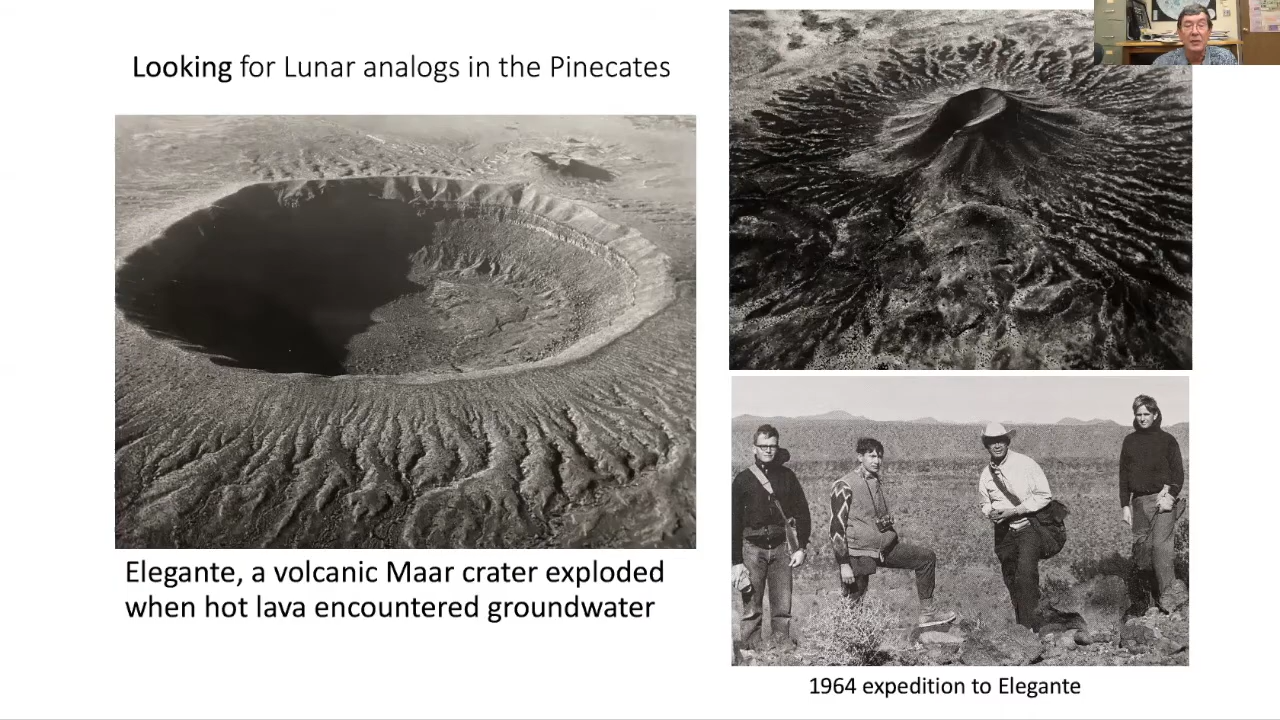 Looking for Lunar analogs in the Pinecates
Elegante, a volcanic Maar crater exploded
when hot lava encountered groundwater
1964 expedition to Elegante